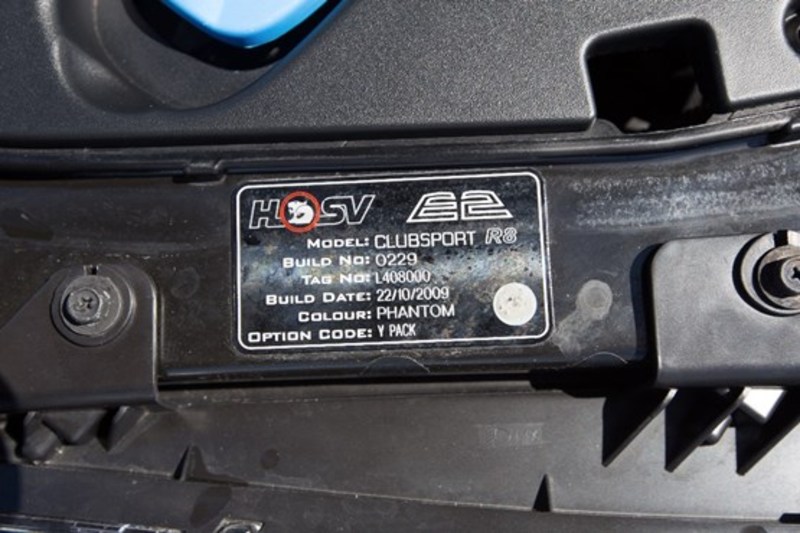 HSV E2
MODEL: CLUBSPORT R8
BUILD NO: 0229
TAG NO: L408000
BUILD DATE: 22/10/2009
COLOUR: PHANTOM
OPTION CODE: Y PACK